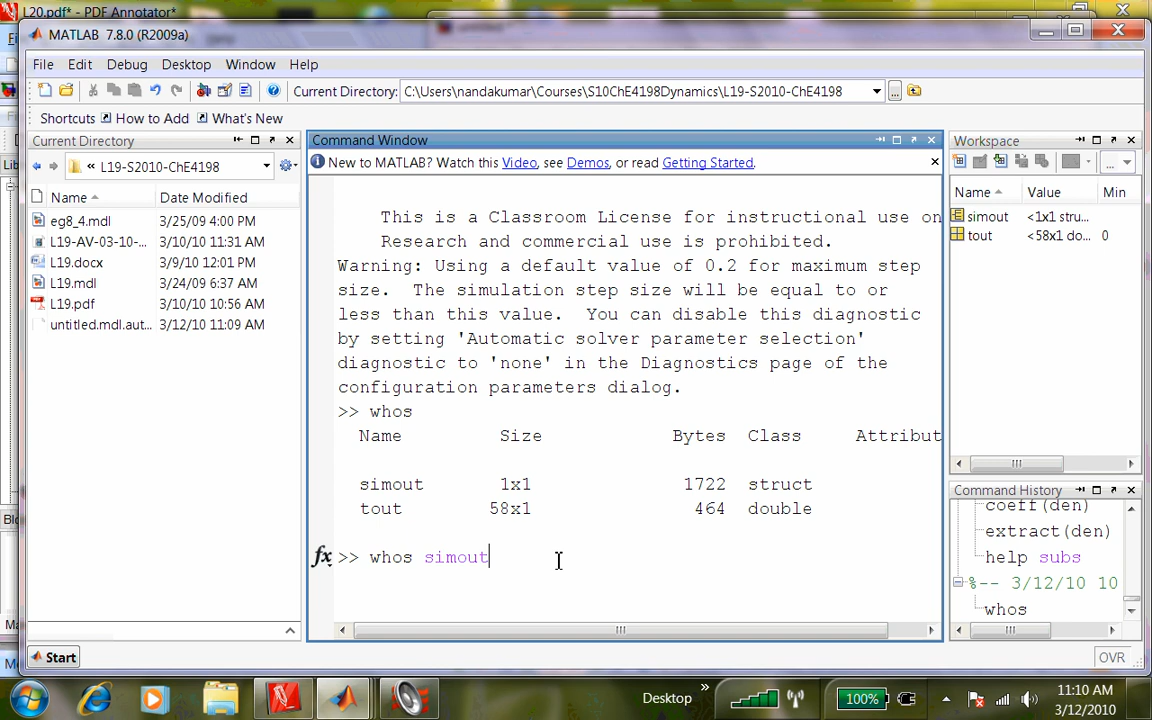 L20.pdf* - PDF Annotator*
MATLAB 7.8.0 (R2009a)
File Edit Debug Desktop Window Help
Current Directory: C:\Users\nandakumar\Courses\S10ChE4198Dynamics\L19-S2010-ChE4198
Shortcuts How to Add What's New
Current Directory
« L19-S2010-ChE4198
Name Date Modified
eg8_4.mdl 3/25/09 4:00 PM
L19-AV-03-10-... 3/10/10 11:31 AM
L19.docx 3/9/10 12:01 PM
L19.mdl 3/24/09 6:37 AM
L19.pdf 3/10/10 10:56 AM
untitled.mdl.aut... 3/12/10 11:09 AM
Command Window
New to MATLAB? Watch this Video, see Demos, or read Getting Started.
This is a Classroom License for instructional use on
Research and commercial use is prohibited.
Warning: Using a default value of 0.2 for maximum step
size. The simulation step size will be equal to or
less than this value. You can disable this diagnostic
by setting 'Automatic solver parameter selection'
diagnostic to 'none' in the Diagnostics page of the
configuration parameters dialog.
>> whos
Name Size Bytes Class Attribut
simout 1x1 1722 struct
tout 58x1 464 double
fx >> whos simout
Workspace
Name Value Min
simout <1x1 stru...
tout <58x1 do... 0
Command History
coeff(den)
extract(den)
help subs
%-- 3/12/10 10
whos
Start
OVR
Desktop »
100%
11:10 AM
3/12/2010